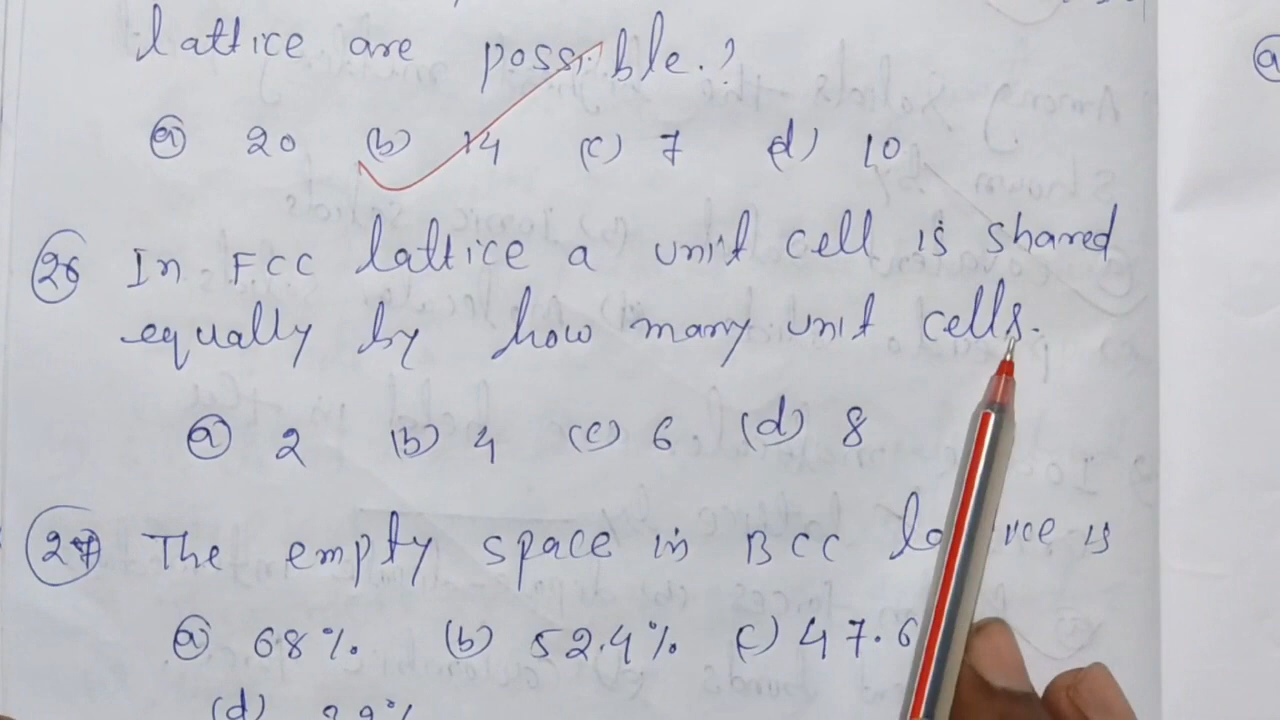 lattice are possible.?
(a) 20 (b) 14 (c) 7 (d) 10
(26) In FCC lattice a unit cell is shared
equally by how many unit cells.
(a) 2 (b) 4 (c) 6 (d) 8
(27) The empty space in BCC is
(a) 68%. (b) 52.4%. (c) 47.6
(d)